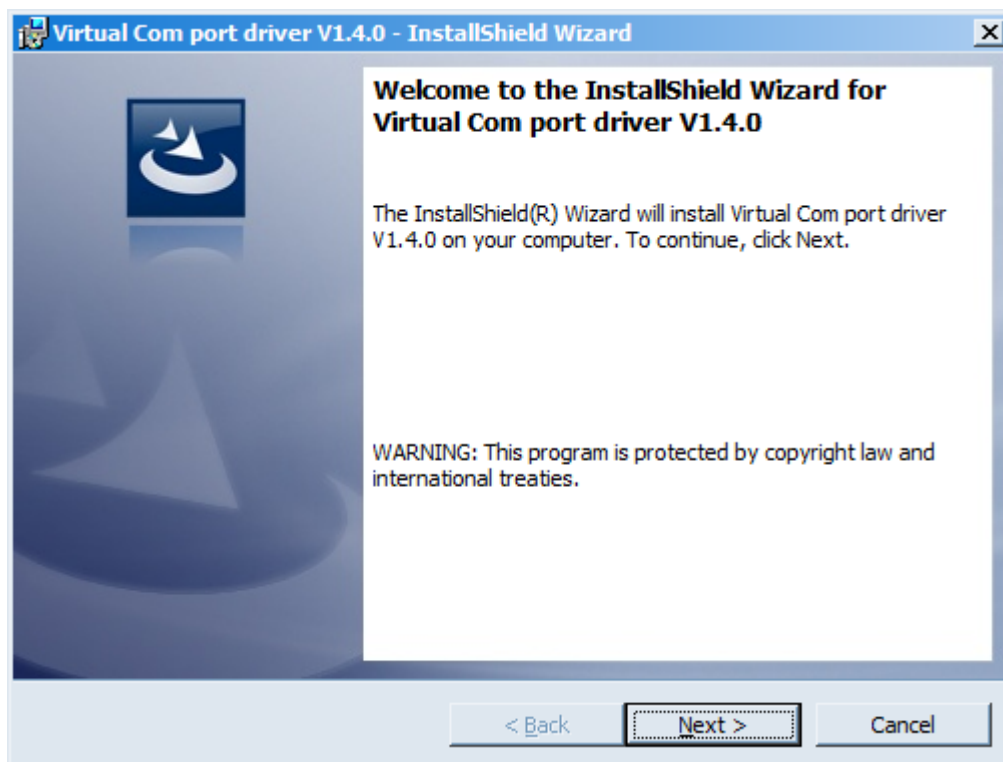 Virtual Com port driver V1.4.0 - InstallShield Wizard
Welcome to the InstallShield Wizard for
Virtual Com port driver V1.4.0
The InstallShield(R) Wizard will install Virtual Com port driver
V1.4.0 on your computer. To continue, click Next.
WARNING: This program is protected by copyright law and
international treaties.
< Back
Next >
Cancel